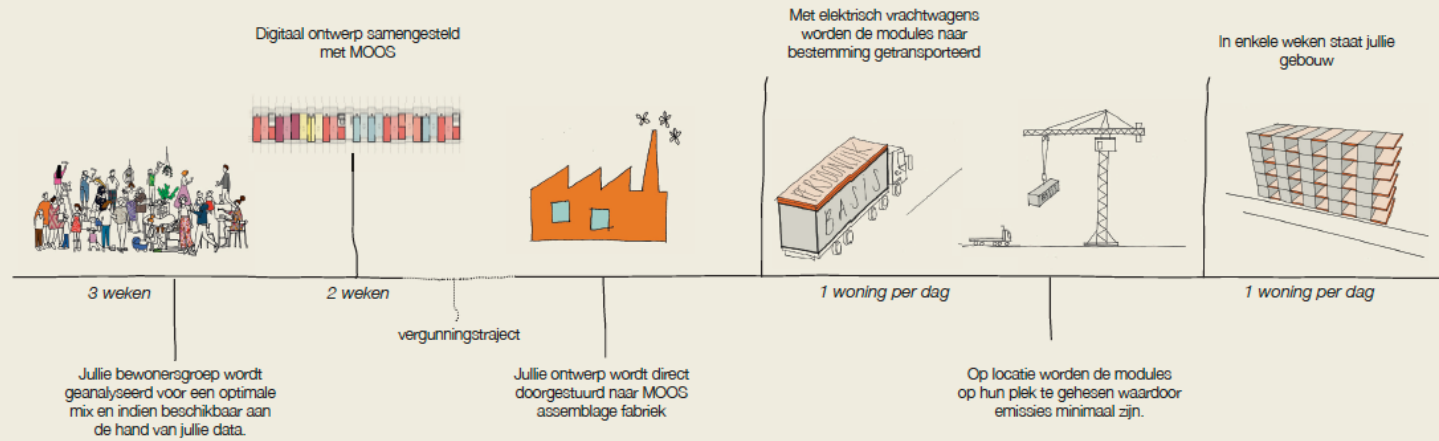 Digitaal ontwerp samengesteld
met MOOS
Met elektrisch vrachtwagens
worden de modules naar
bestemming getransporteerd
In enkele weken staat jullie
gebouw
PERSOONLIJK
BASIS
3 weken
2 weken
1 woning per dag
1 woning per dag
vergunningstraject
Jullie bewonersgroep wordt
geanalyseerd voor een optimale
mix en indien beschikbaar aan
de hand van jullie data.
Jullie ontwerp wordt direct
doorgestuurd naar MOOS
assemblage fabriek
Op locatie worden de modules
op hun plek te gehesen waardoor
emissies minimaal zijn.